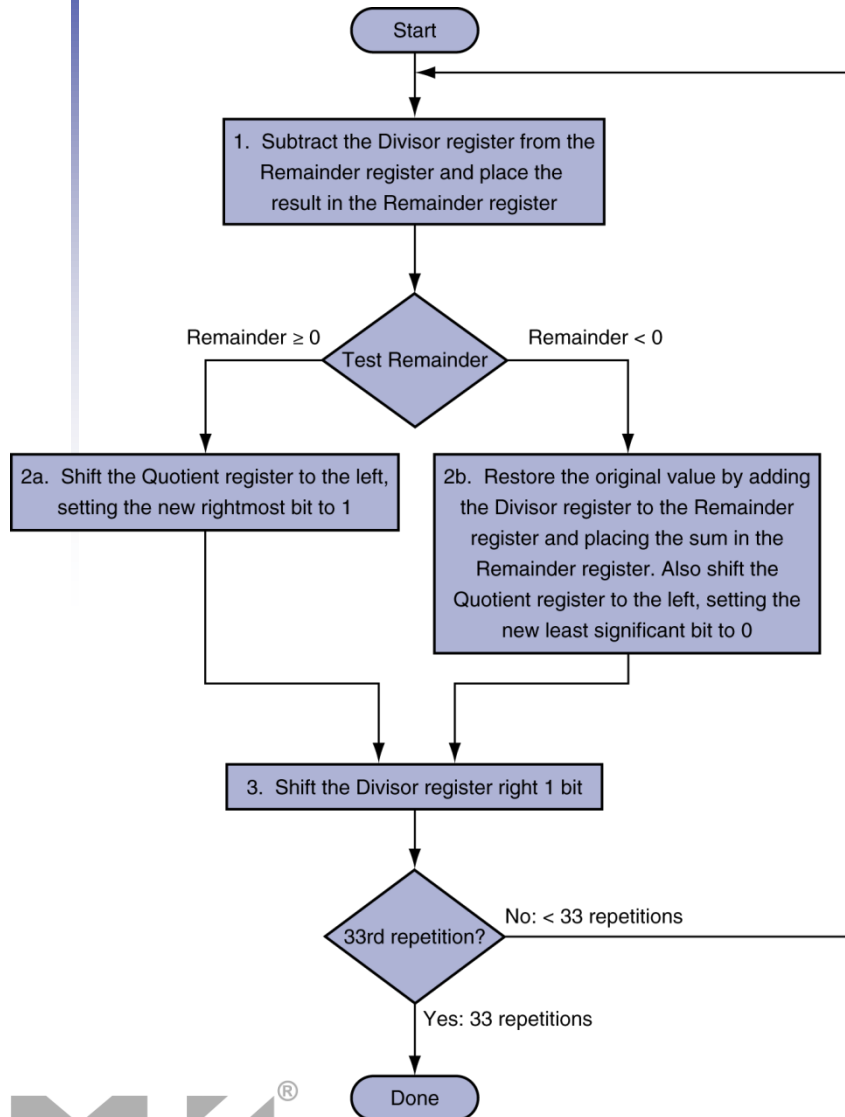 Start
1. Subtract the Divisor register from the
Remainder register and place the
result in the Remainder register
Remainder ≥ 0
Remainder < 0
Test Remainder
2a. Shift the Quotient register to the left,
setting the new rightmost bit to 1
2b. Restore the original value by adding
the Divisor register to the Remainder
register and placing the sum in the
Remainder register. Also shift the
Quotient register to the left, setting the
new least significant bit to 0
3. Shift the Divisor register right 1 bit
No: < 33 repetitions
33rd repetition?
Yes: 33 repetitions
®
Done